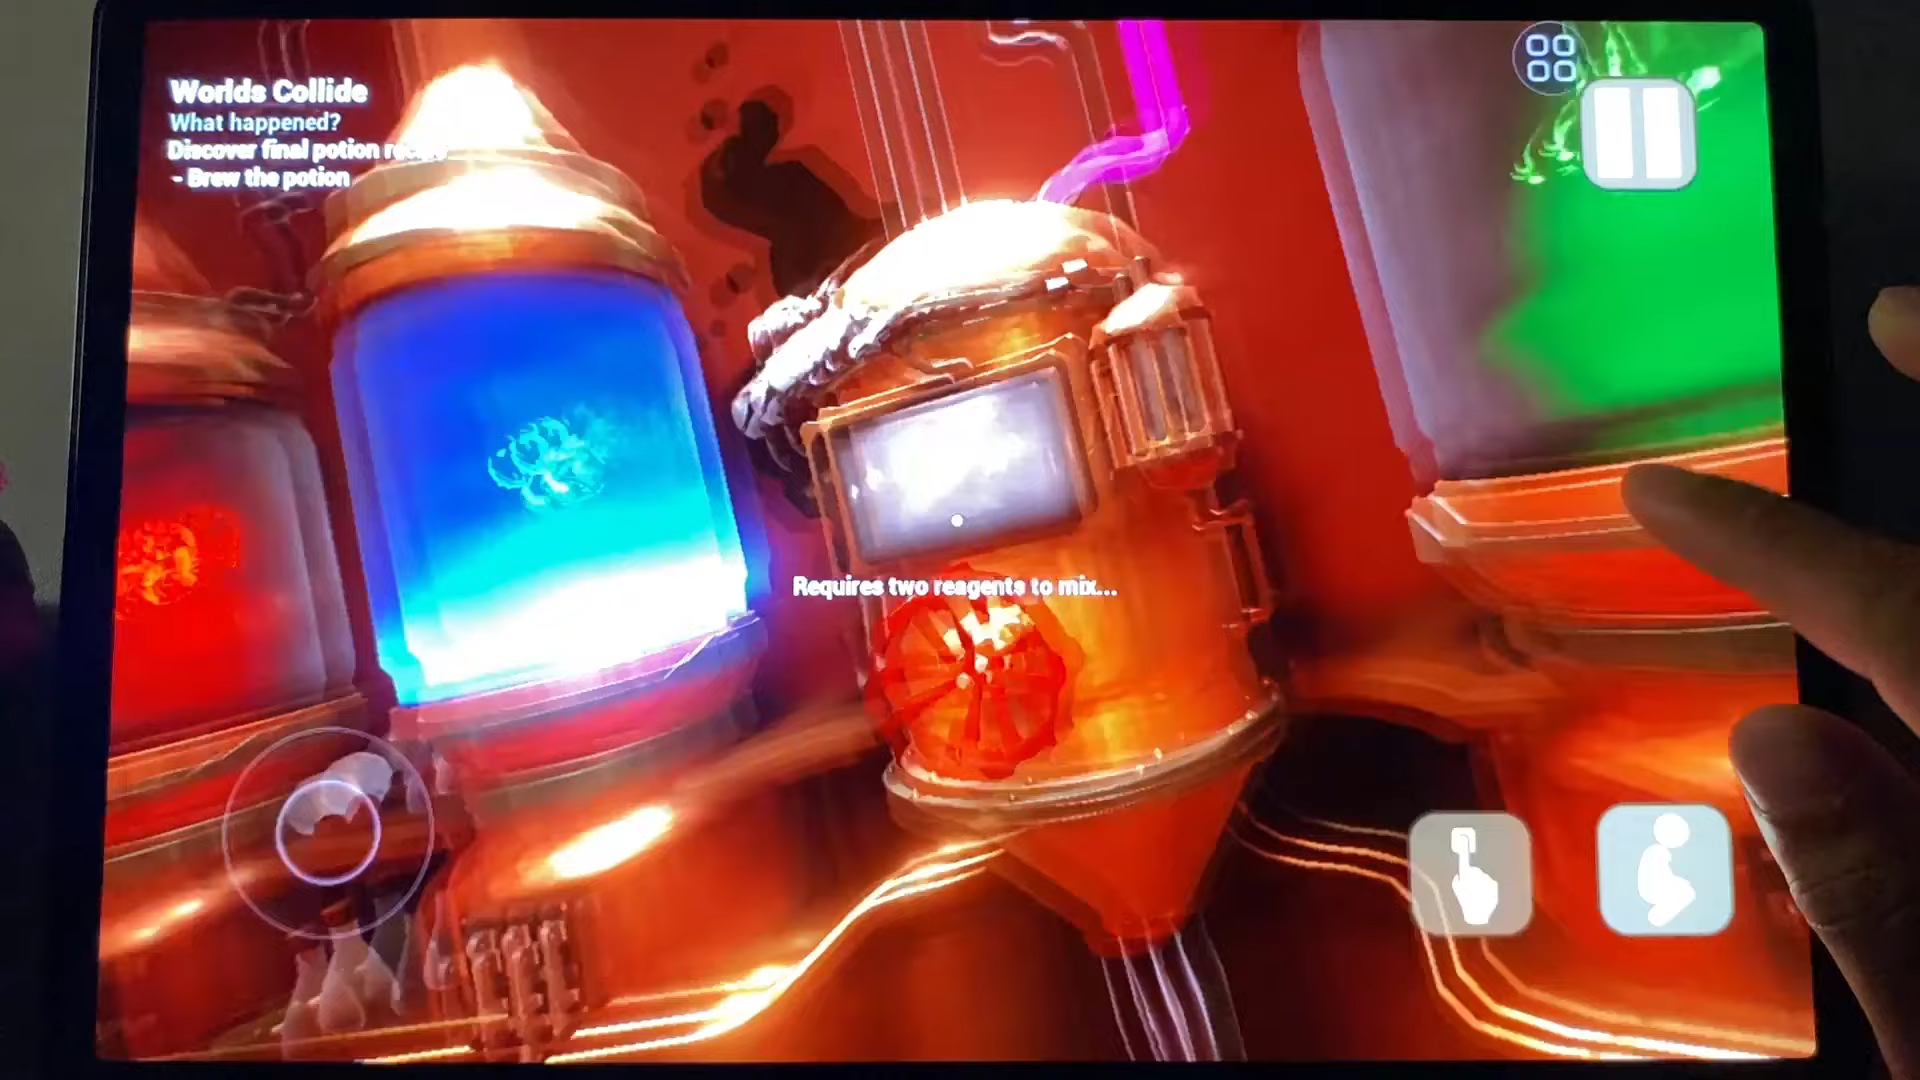 Worlds Collide
What happened?
Discover final potion
- Brew the potion
Requires two reagents to mix...